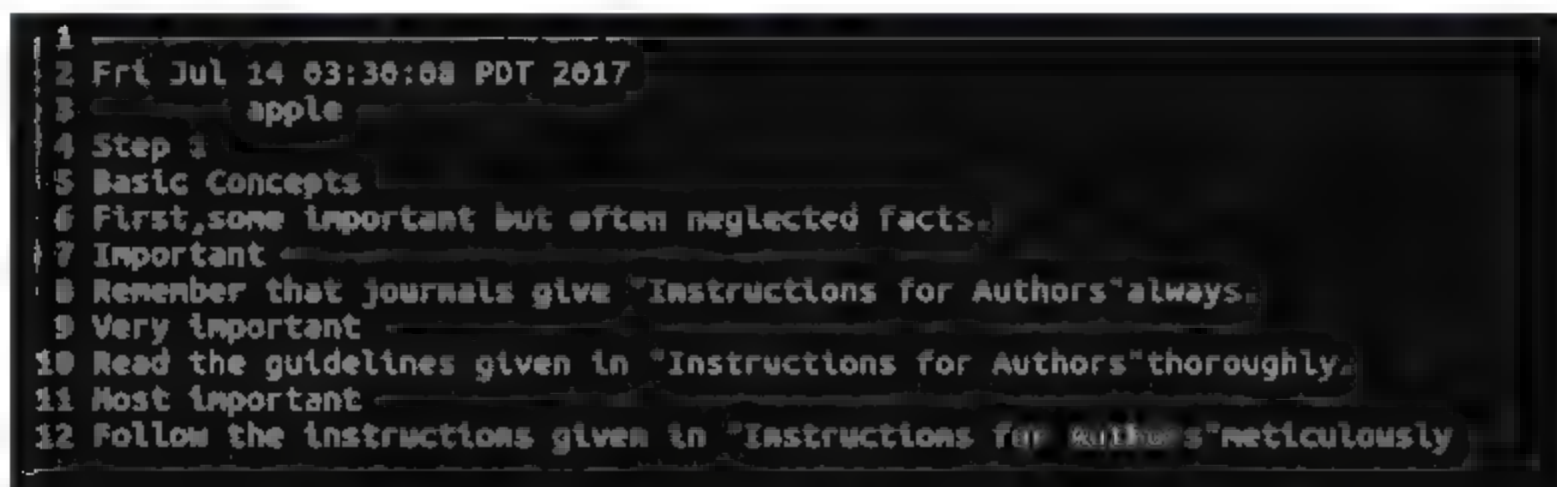 1
2 Fri Jul 14 03:30:08 PDT 2017
3 apple
4 Step 1
5 Basic Concepts
6 First,some important but often neglected facts.
7 Important
8 Remember that journals give "Instructions for Authors"always.
9 Very important
10 Read the guidelines given in "Instructions for Authors"thoroughly.
11 Most important
12 Follow the instructions given in "Instructions for Authors"meticulously